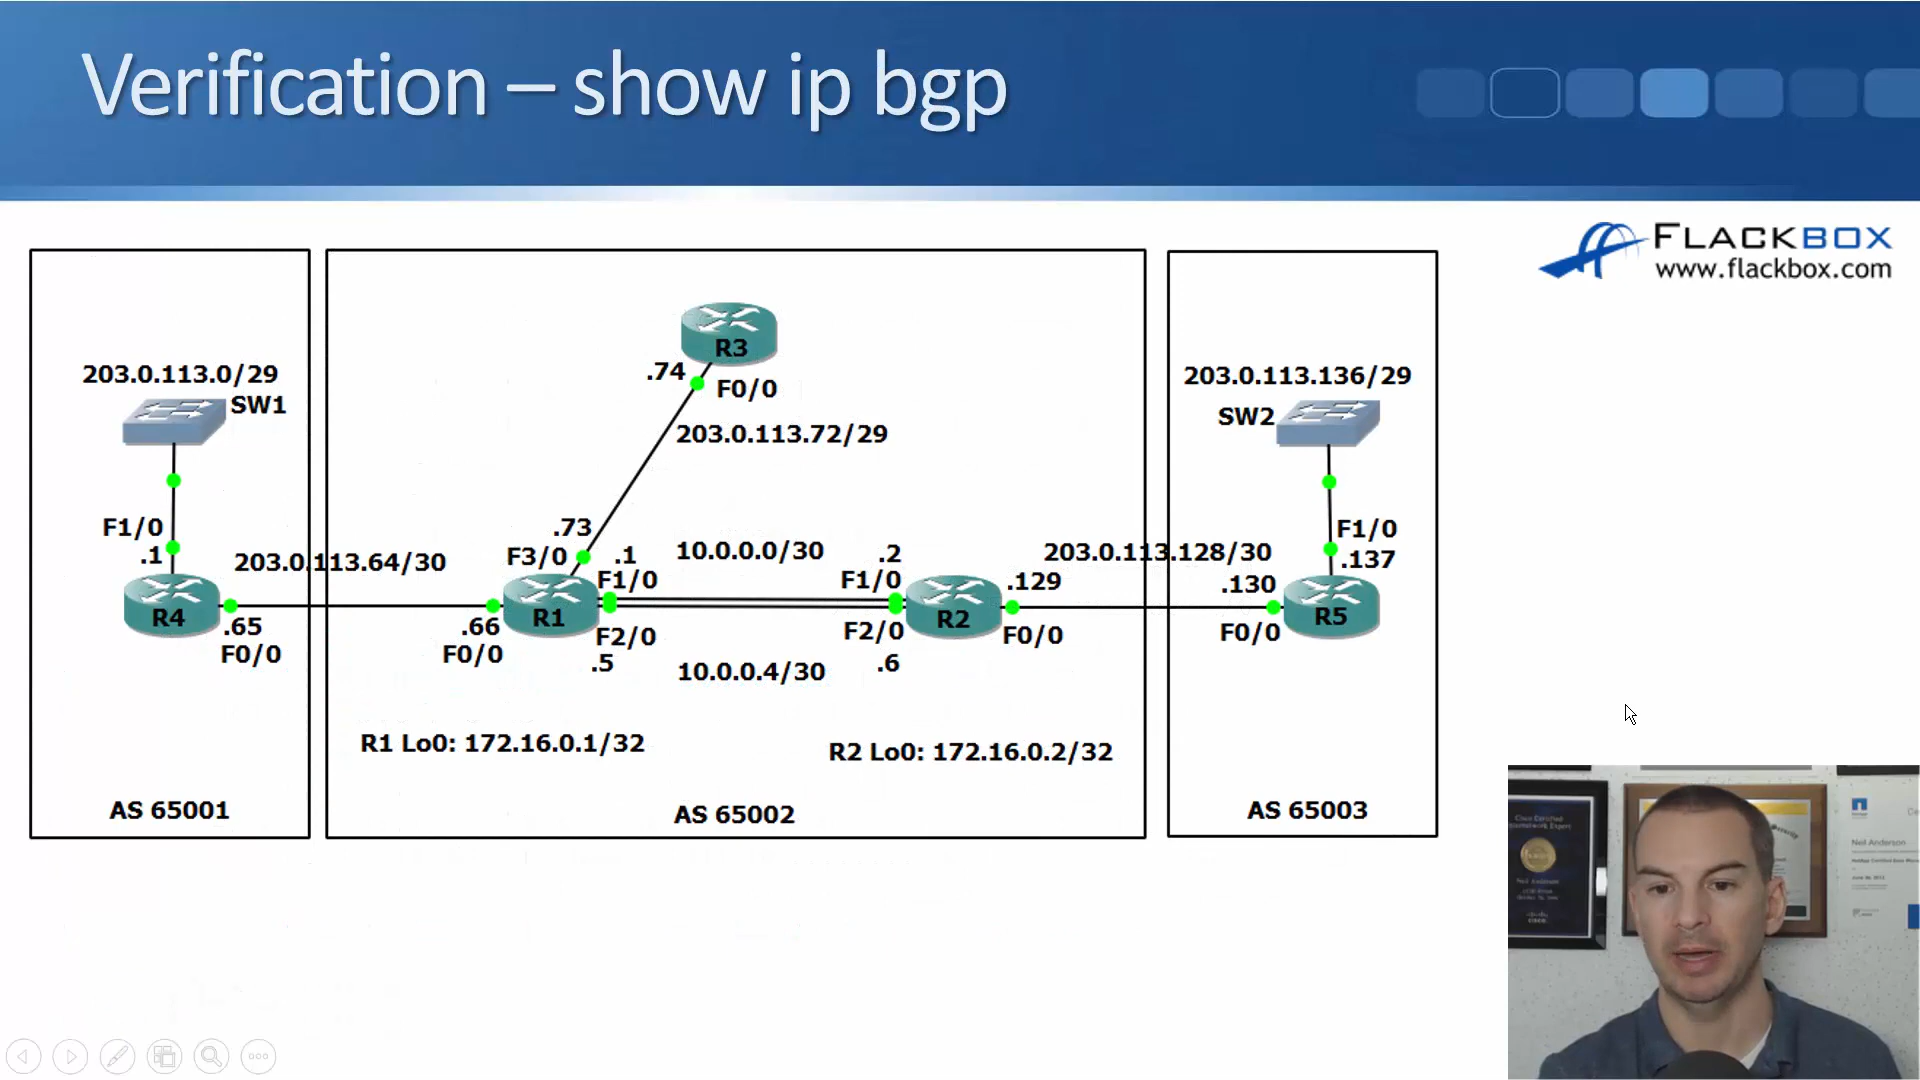 Verification – show ip bgp
FLACKBOX
www.flackbox.com
203.0.113.0/29
SW1
F1/0
.1
R4
.65
F0/0
203.0.113.64/30
AS 65001
R3
.74
F0/0
203.0.113.72/29
.73
F3/0
.1
F1/0
10.0.0.0/30
.2
F1/0
R1
.66
F0/0
F2/0
.5
10.0.0.4/30
F2/0
.6
R2
.129
F0/0
203.0.113.128/30
R1 Lo0: 172.16.0.1/32
R2 Lo0: 172.16.0.2/32
AS 65002
203.0.113.136/29
SW2
F1/0
.137
.130
F0/0
R5
AS 65003
Neil Anderson